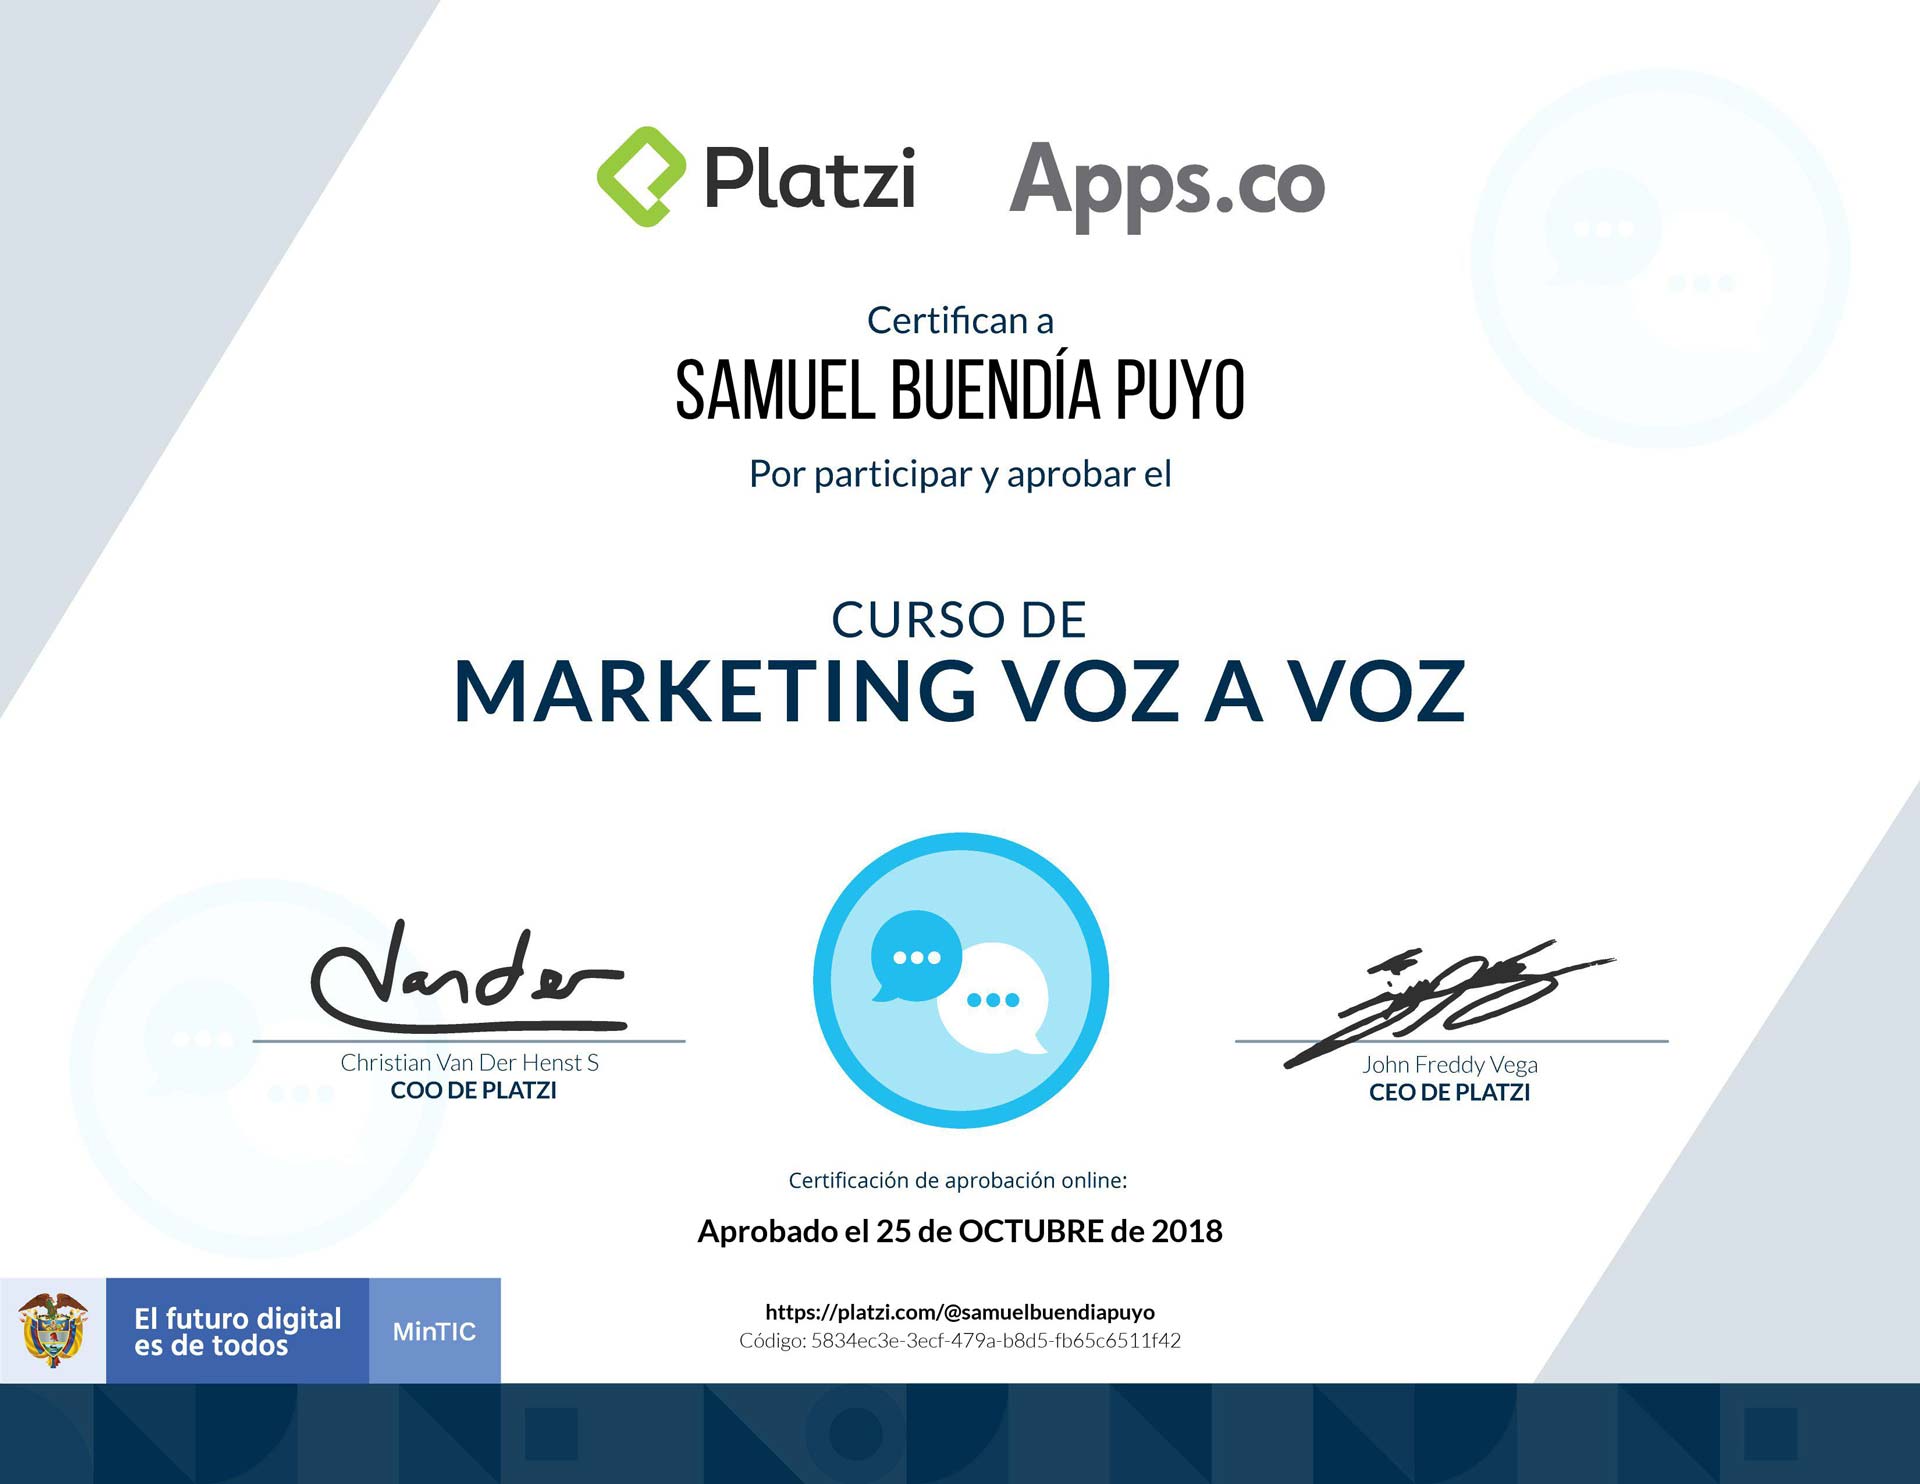 Platzi Apps.co
Certifican a
SAMUEL BUENDÍA PUYO
Por participar y aprobar el
CURSO DE
MARKETING VOZ A VOZ
Vander
Christian Van Der Henst S
COO DE PLATZI
John Freddy Vega
CEO DE PLATZI
Certificación de aprobación online:
Aprobado el 25 de OCTUBRE de 2018
El futuro digital
es de todos
MinTIC
https://platzi.com/@samuelbuendiapuyo
Código: 5834ec3e-3ecf-479a-b8d5-fb65c6511f42